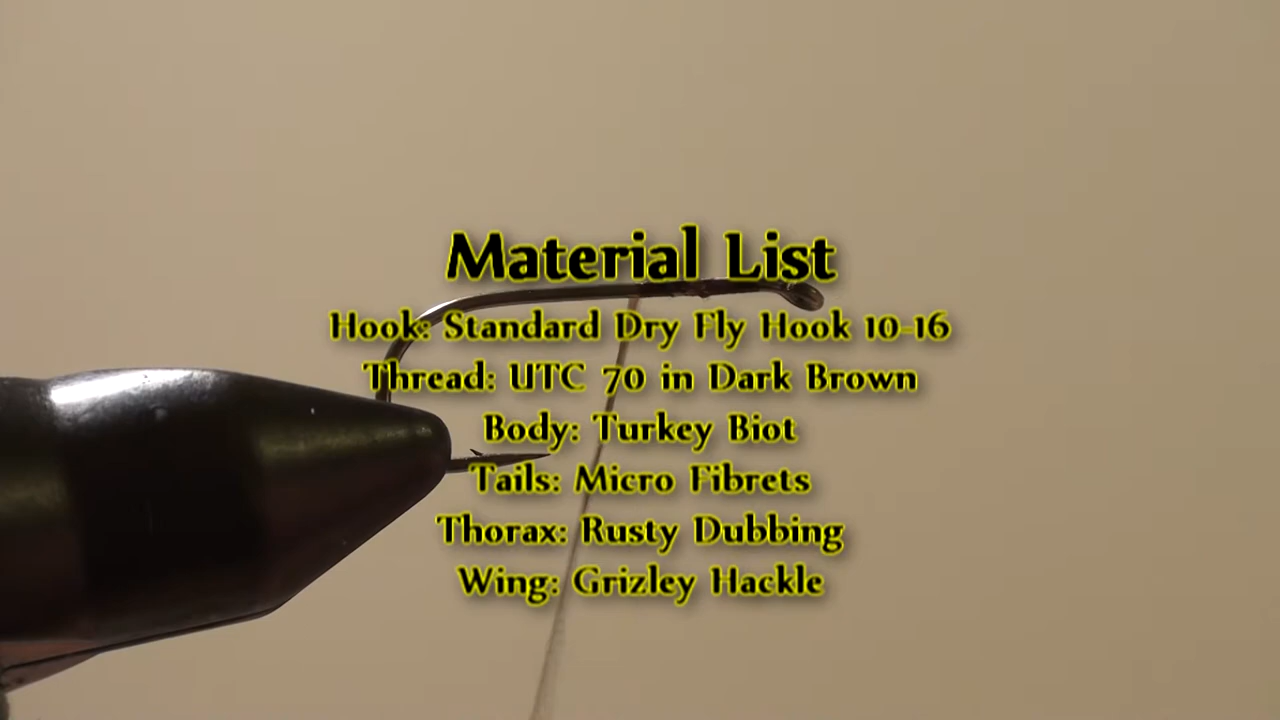 Material List
Hook: Standard Dry Fly Hook 10-16
Thread: UTC 70 in Dark Brown
Body: Turkey Biot
Tails: Micro Fibrets
Thorax: Rusty Dubbing
Wing: Grizley Hackle